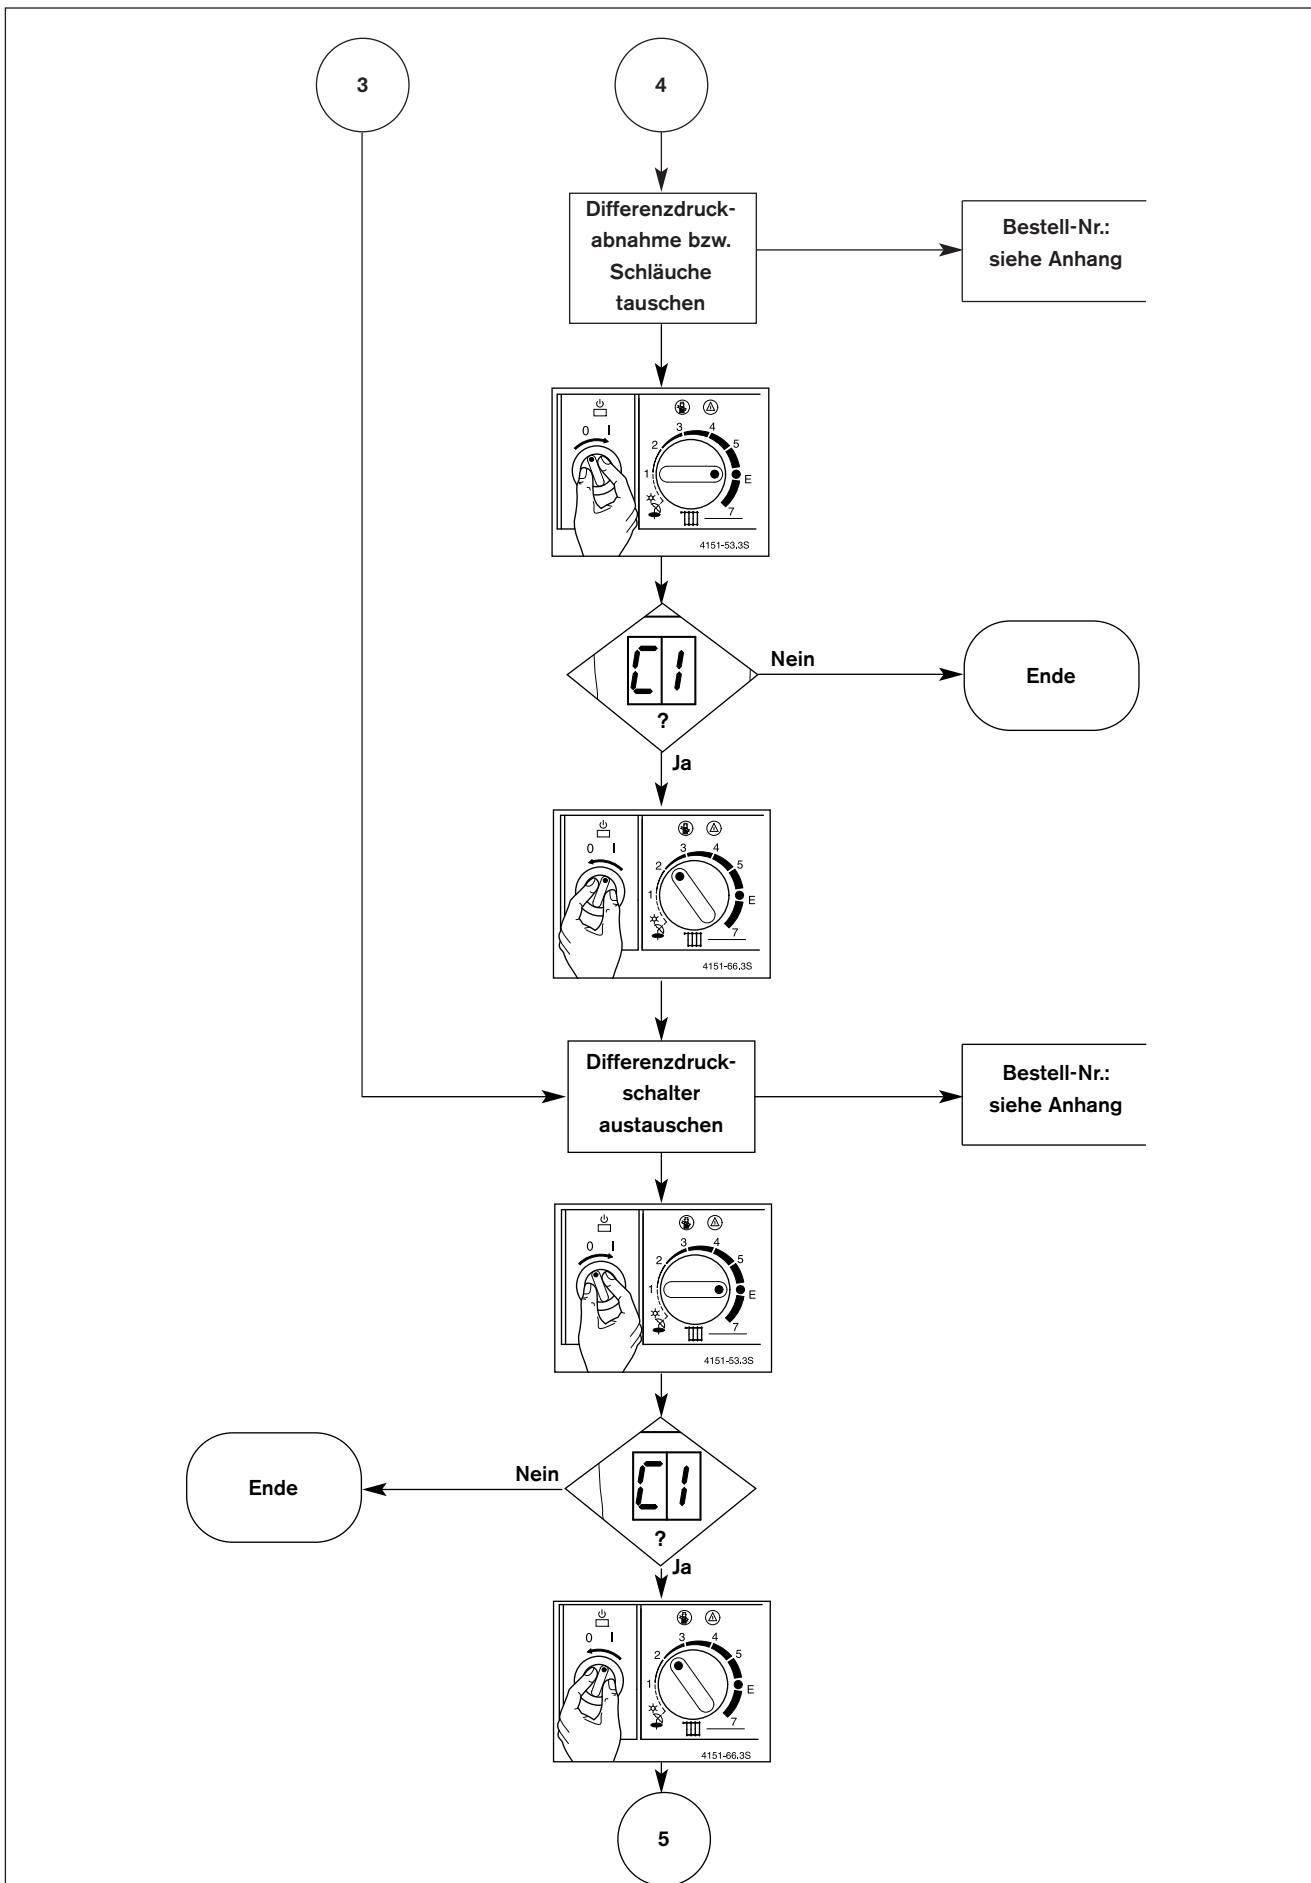 3
4
Differenzdruck-
abnahme bzw.
Schläuche
tauschen
Bestell-Nr.:
siehe Anhang
0 I
1
2
3
4
5
E
7
4151-53.3S
C1
?
Nein
Ende
Ja
0 I
1
2
3
4
5
E
7
4151-66.3S
Differenzdruck-
schalter
austauschen
Bestell-Nr.:
siehe Anhang
0 I
1
2
3
4
5
E
7
4151-53.3S
C1
?
Nein
Ende
Ja
0 I
1
2
3
4
5
E
7
4151-66.3S
5